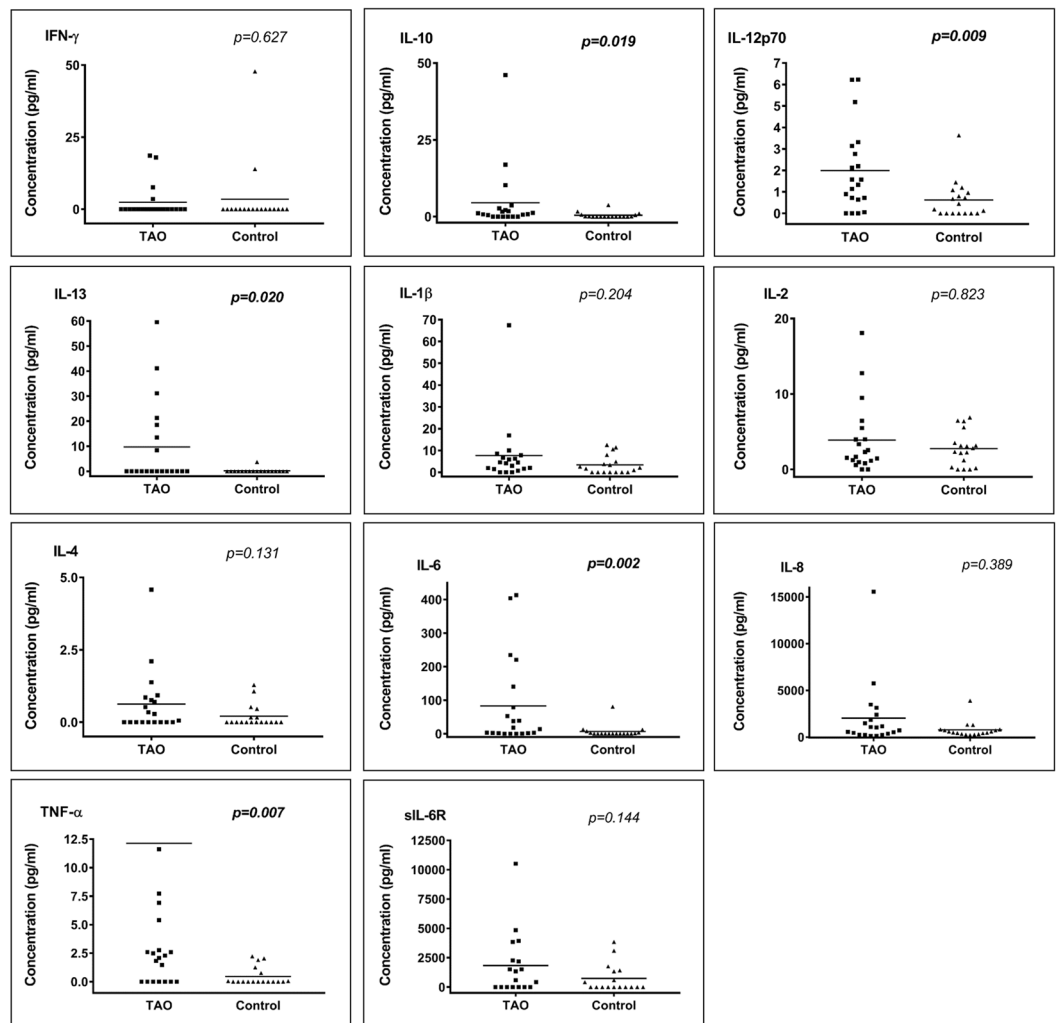 IFN-γ p=0.627
Concentration (pg/ml)
50
25
0
TAO Control
IL-10 p=0.019
Concentration (pg/ml)
50
25
0
TAO Control
IL-12p70 p=0.009
Concentration (pg/ml)
7
6
5
4
3
2
1
0
TAO Control
IL-13 p=0.020
Concentration (pg/ml)
60
50
40
30
20
10
0
TAO Control
IL-1β p=0.204
Concentration (pg/ml)
70
60
50
40
30
20
10
0
TAO Control
IL-2 p=0.823
Concentration (pg/ml)
20
10
0
TAO Control
IL-4 p=0.131
Concentration (pg/ml)
5.0
2.5
0.0
TAO Control
IL-6 p=0.002
Concentration (pg/ml)
400
300
200
100
0
TAO Control
IL-8 p=0.389
Concentration (pg/ml)
15000
10000
5000
0
TAO Control
TNF-α p=0.007
Concentration (pg/ml)
12.5
10.0
7.5
5.0
2.5
0.0
TAO Control
sIL-6R p=0.144
Concentration (pg/ml)
12500
10000
7500
5000
2500
0
TAO Control